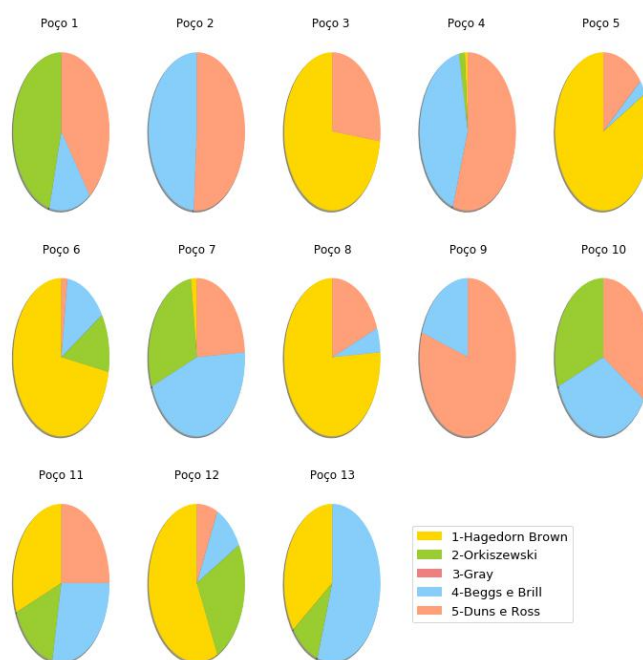 Poço 1
Poço 2
Poço 3
Poço 4
Poço 5
Poço 6
Poço 7
Poço 8
Poço 9
Poço 10
Poço 11
Poço 12
Poço 13
1-Hagedorn Brown
2-Orkiszewski
3-Gray
4-Beggs e Brill
5-Duns e Ross